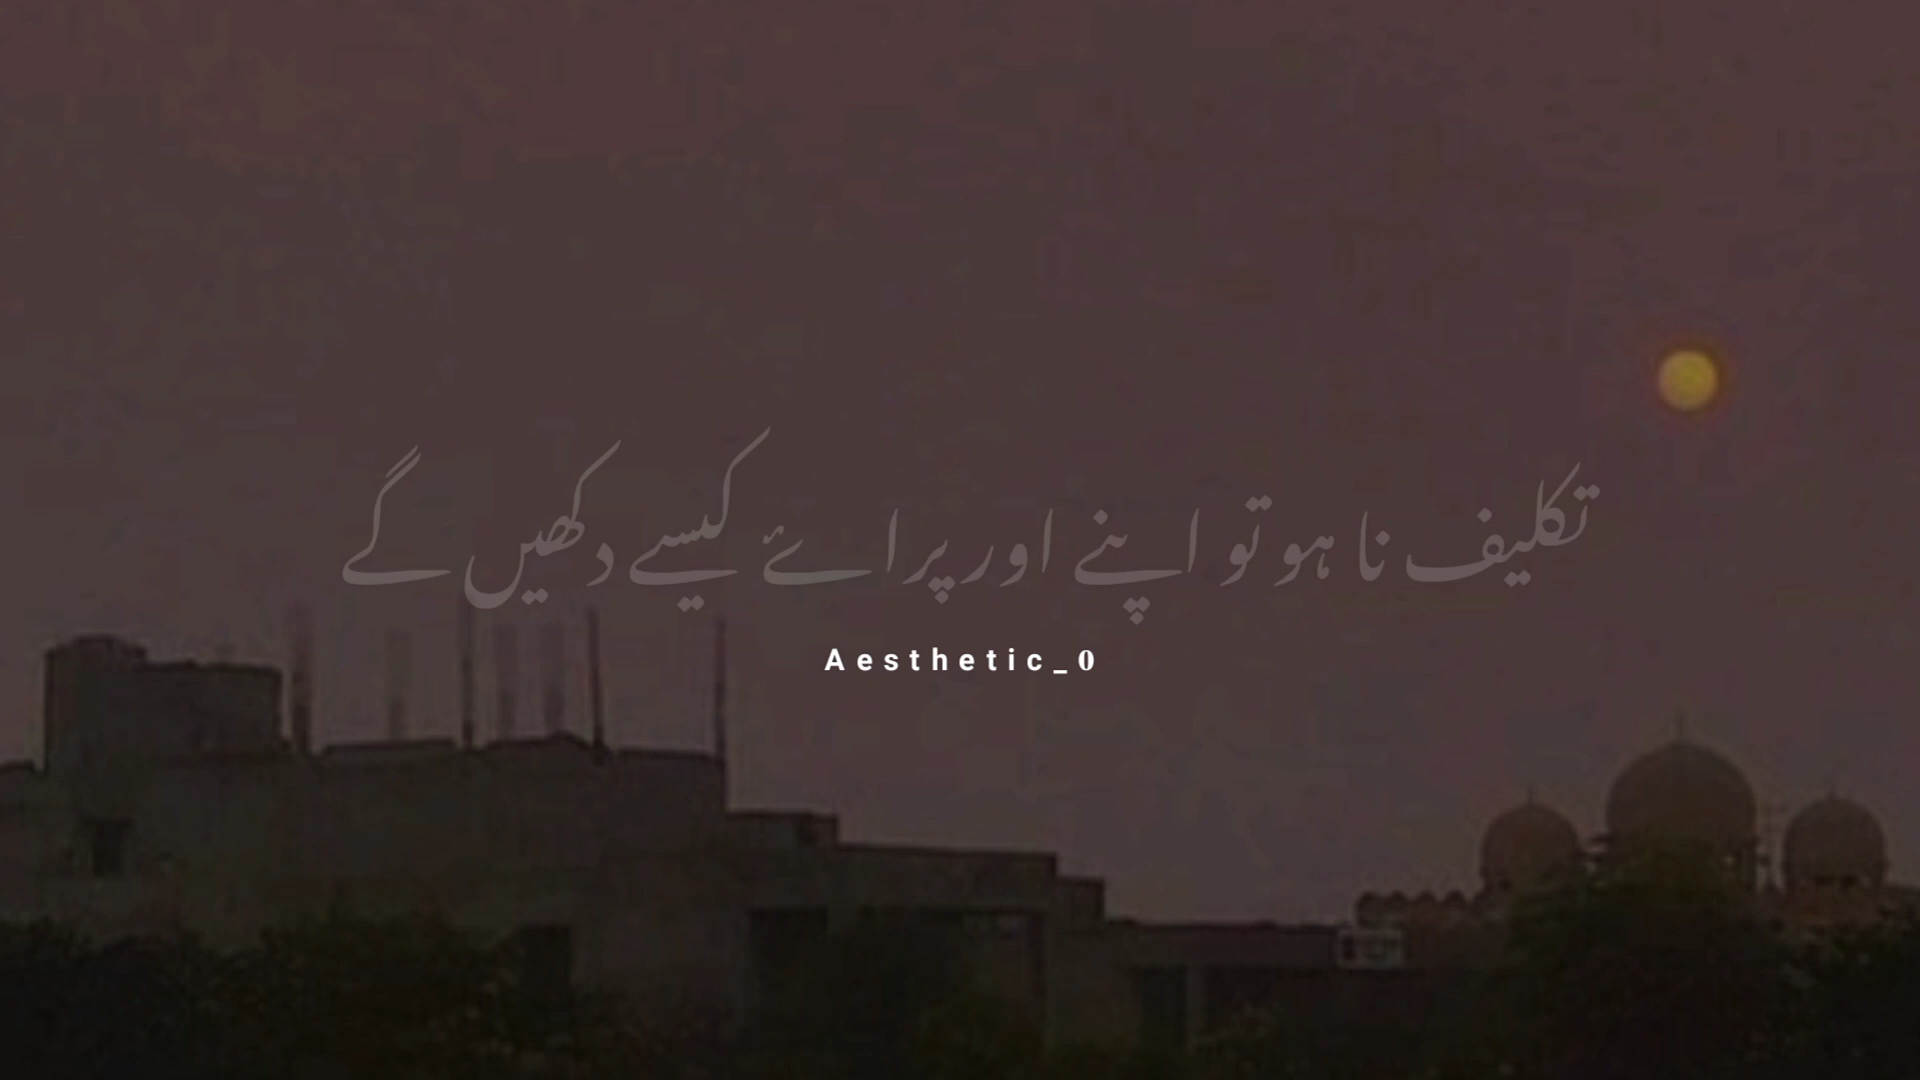 تکلیف نا ہو تو اپنے اور پرائے کیسے دکھیں گے
Aesthetic_0